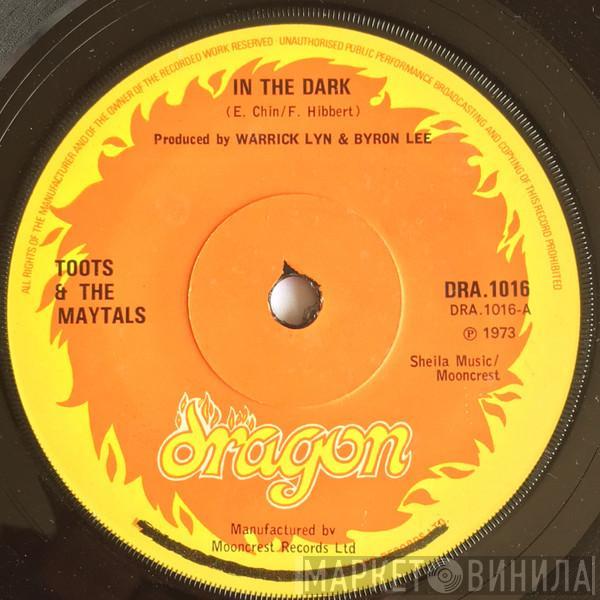 ALL RIGHTS OF THE MANUFACTURER AND OF THE OWNER OF THE RECORDED WORK RESERVED · UNAUTHORISED PUBLIC PERFORMANCE BROADCASTING AND COPYING OF THIS RECORD PROHIBITED
IN THE DARK
(E. Chin/F. Hibbert)
Produced by WARRICK LYN & BYRON LEE
TOOTS
& THE
MAYTALS
DRA.1016
DRA.1016-A
℗ 1973
Sheila Music/
Mooncrest
dragon
Manufactured by
Mooncrest Records Ltd
МАРКЕТ ВИНИЛА